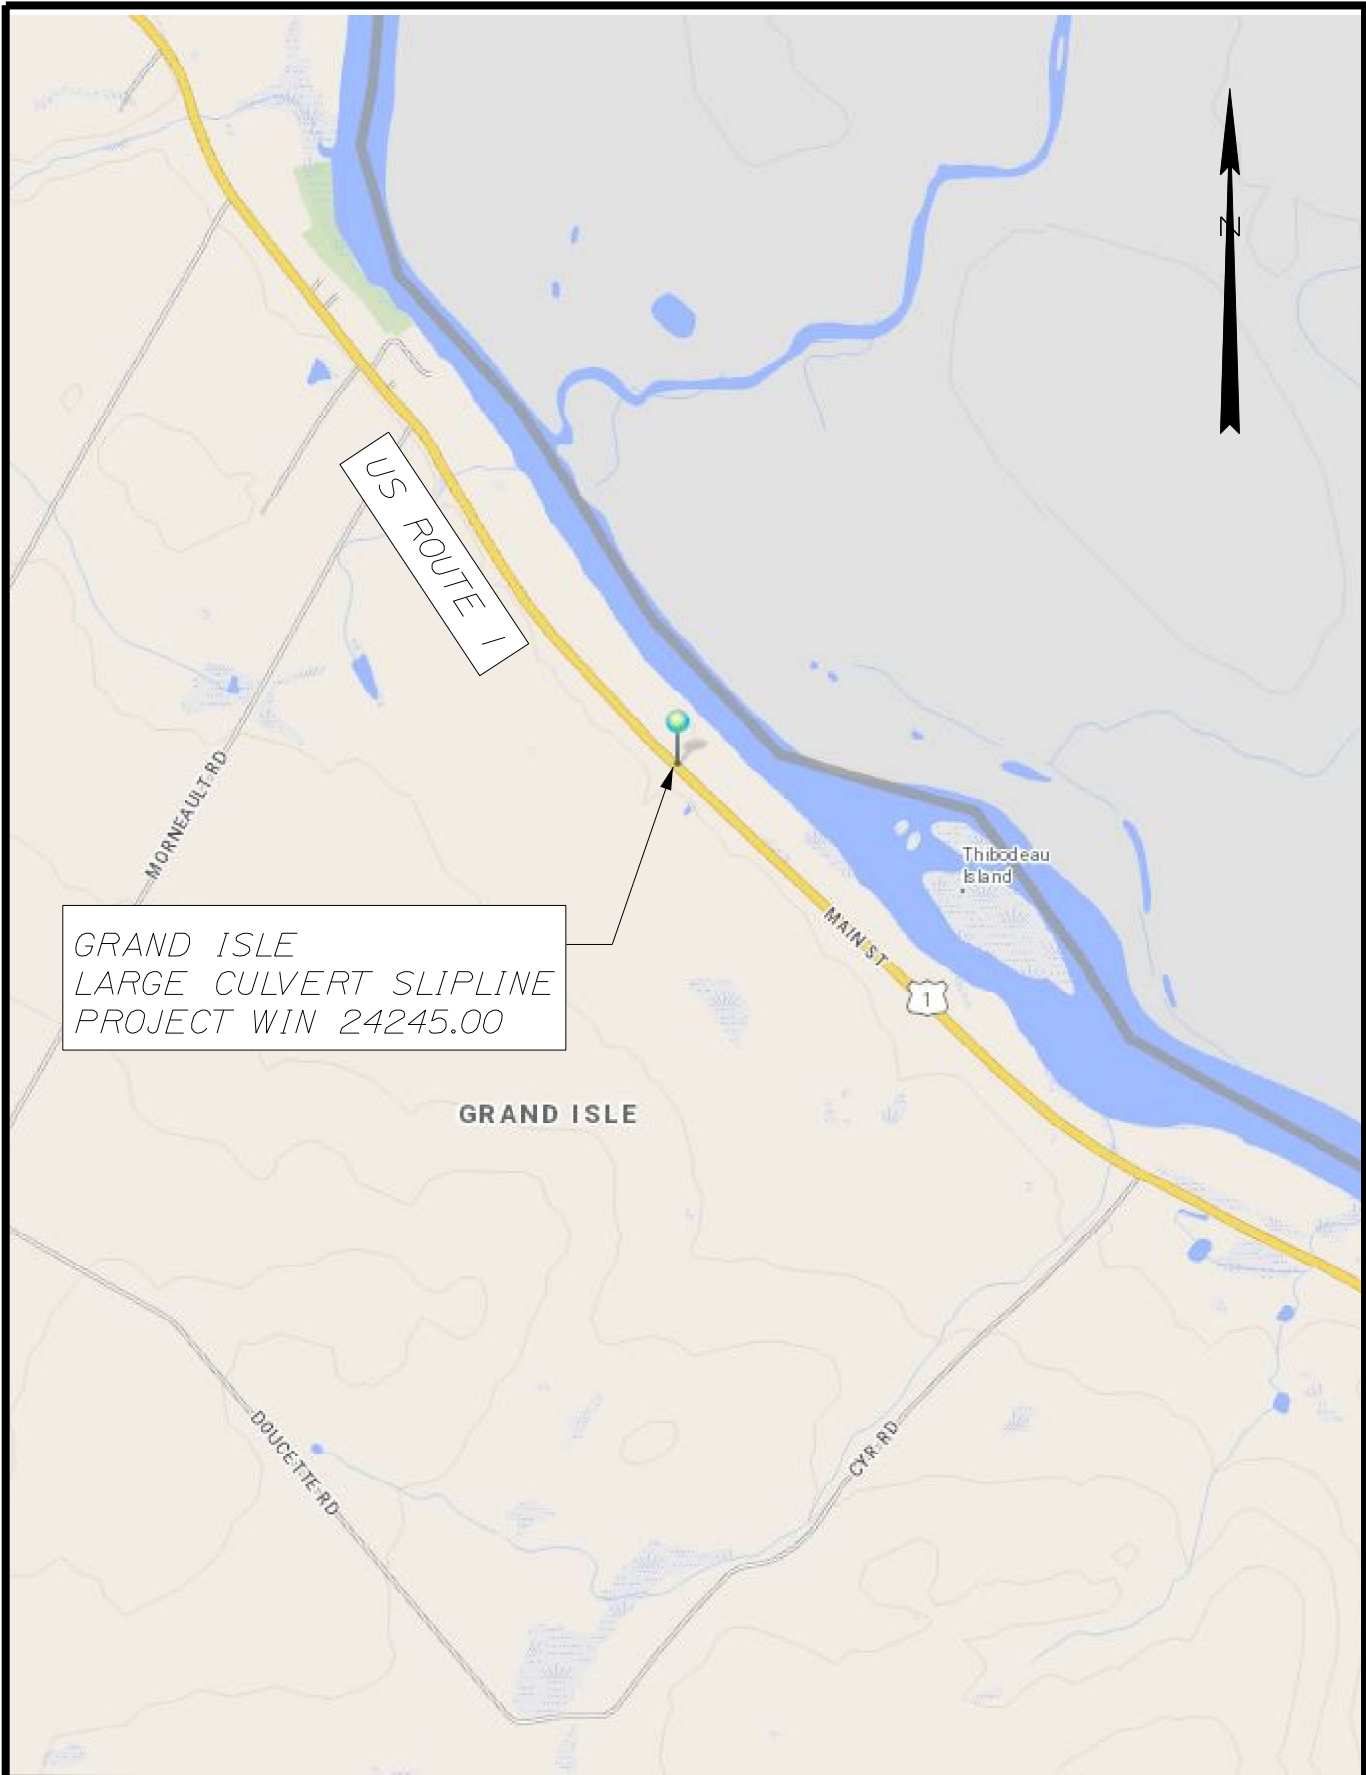 N
US ROUTE 1
MORNEAULT RD
Thibodeau
Island
MAIN ST
1
GRAND ISLE
LARGE CULVERT SLIPLINE
PROJECT WIN 24245.00
GRAND ISLE
DOUCETTE RD
CYR RD